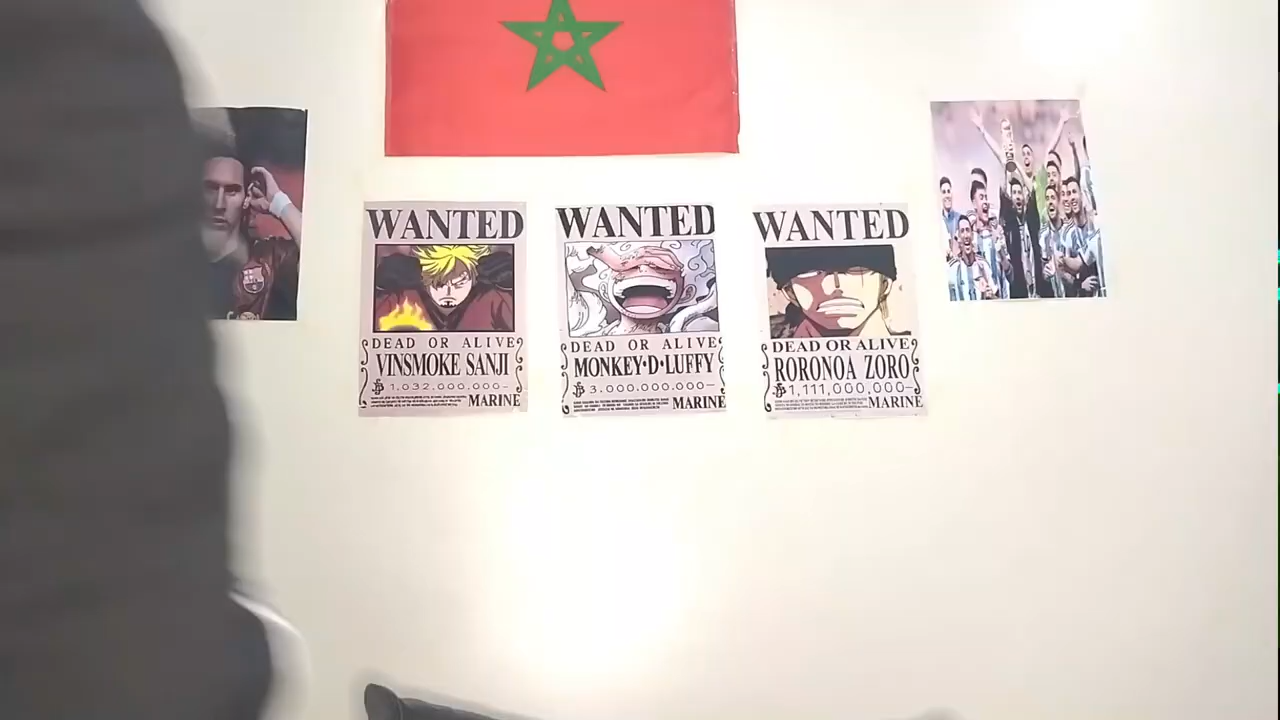 WANTED
DEAD OR ALIVE
VINSMOKE SANJI
1,032.000.000-
MARINE
WANTED
DEAD OR ALIVE
MONKEY·D·LUFFY
3.000.000.000-
MARINE
WANTED
DEAD OR ALIVE
RORONOA ZORO
1,111,000,000-
MARINE